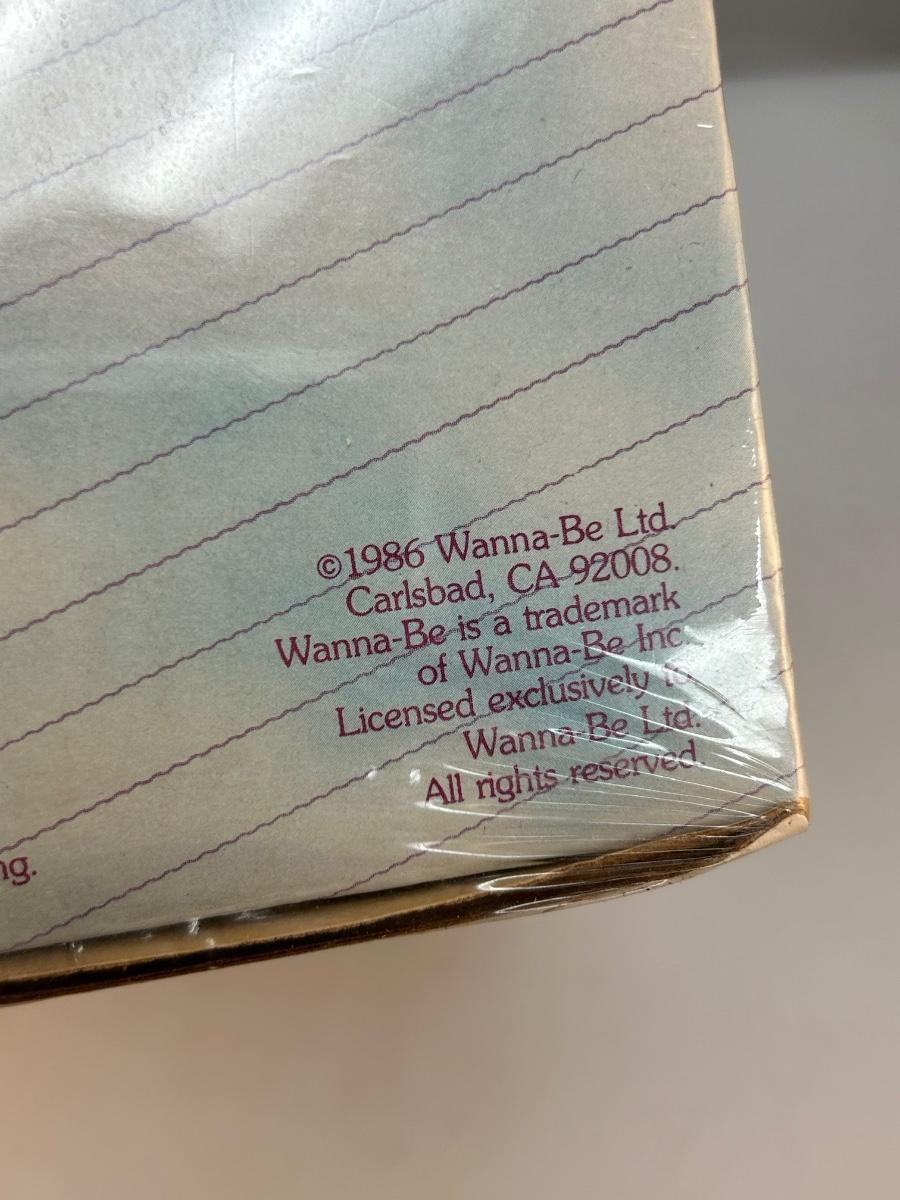 ©1986 Wanna-Be Ltd.
Carlsbad, CA 92008.
Wanna-Be is a trademark
of Wanna-Be Inc.
Licensed exclusively to
Wanna-Be Ltd.
All rights reserved.
ng.